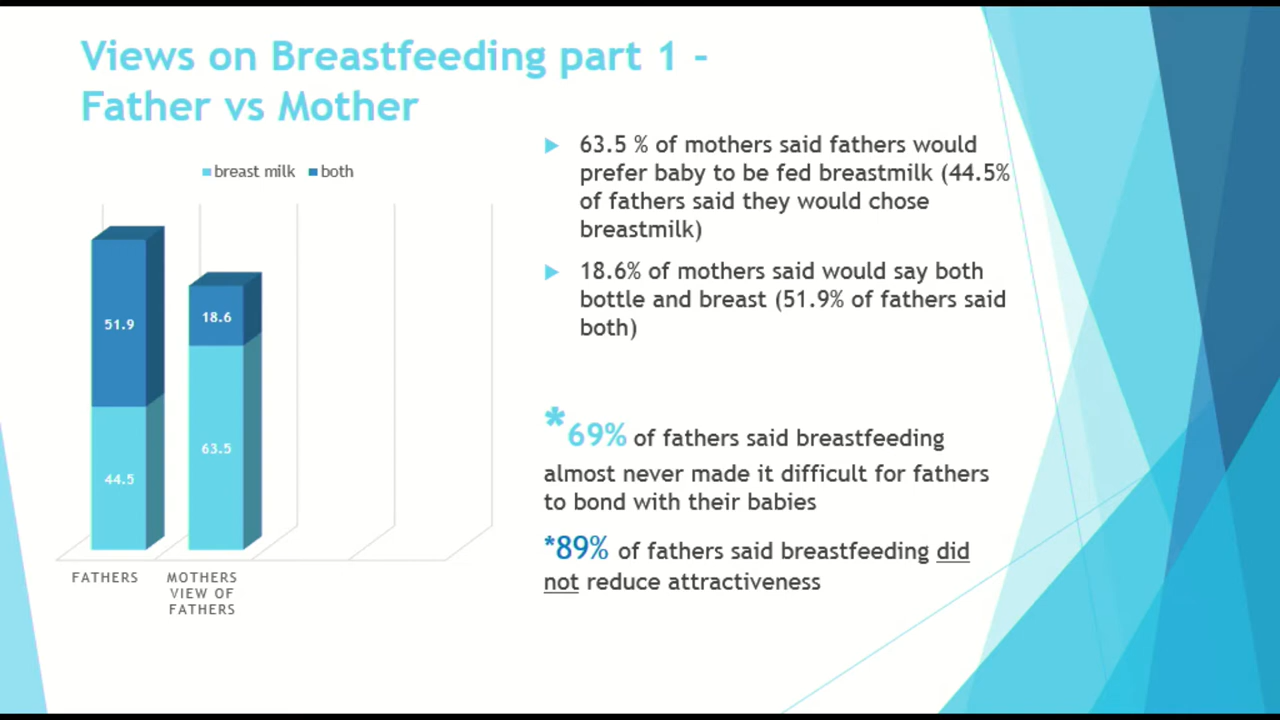 Views on Breastfeeding part 1 -
Father vs Mother
breast milk both
51.9
44.5
18.6
63.5
FATHERS
MOTHERS
VIEW OF
FATHERS
63.5 % of mothers said fathers would
prefer baby to be fed breastmilk (44.5%
of fathers said they would chose
breastmilk)
18.6% of mothers said would say both
bottle and breast (51.9% of fathers said
both)
*69% of fathers said breastfeeding
almost never made it difficult for fathers
to bond with their babies
*89% of fathers said breastfeeding did
not reduce attractiveness